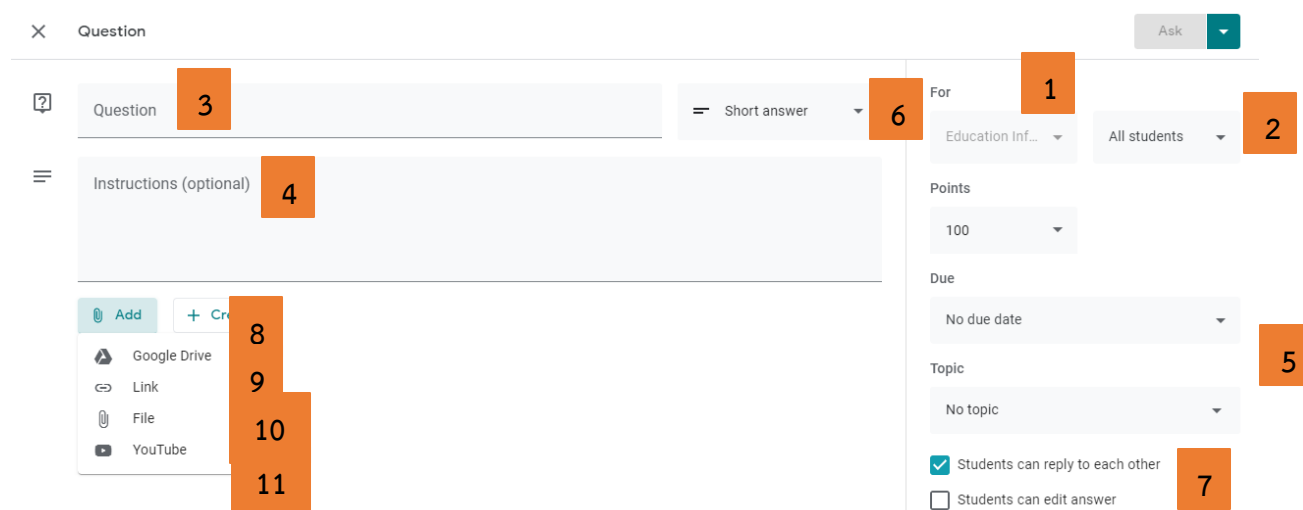 Question
Ask
Question 3
Short answer 6
Instructions (optional) 4
Add
Cre
Google Drive 8
Link 9
File 10
YouTube 11
For 1
Education Inf...
All students 2
Points
100
Due
No due date
Topic 5
No topic
Students can reply to each other
Students can edit answer 7